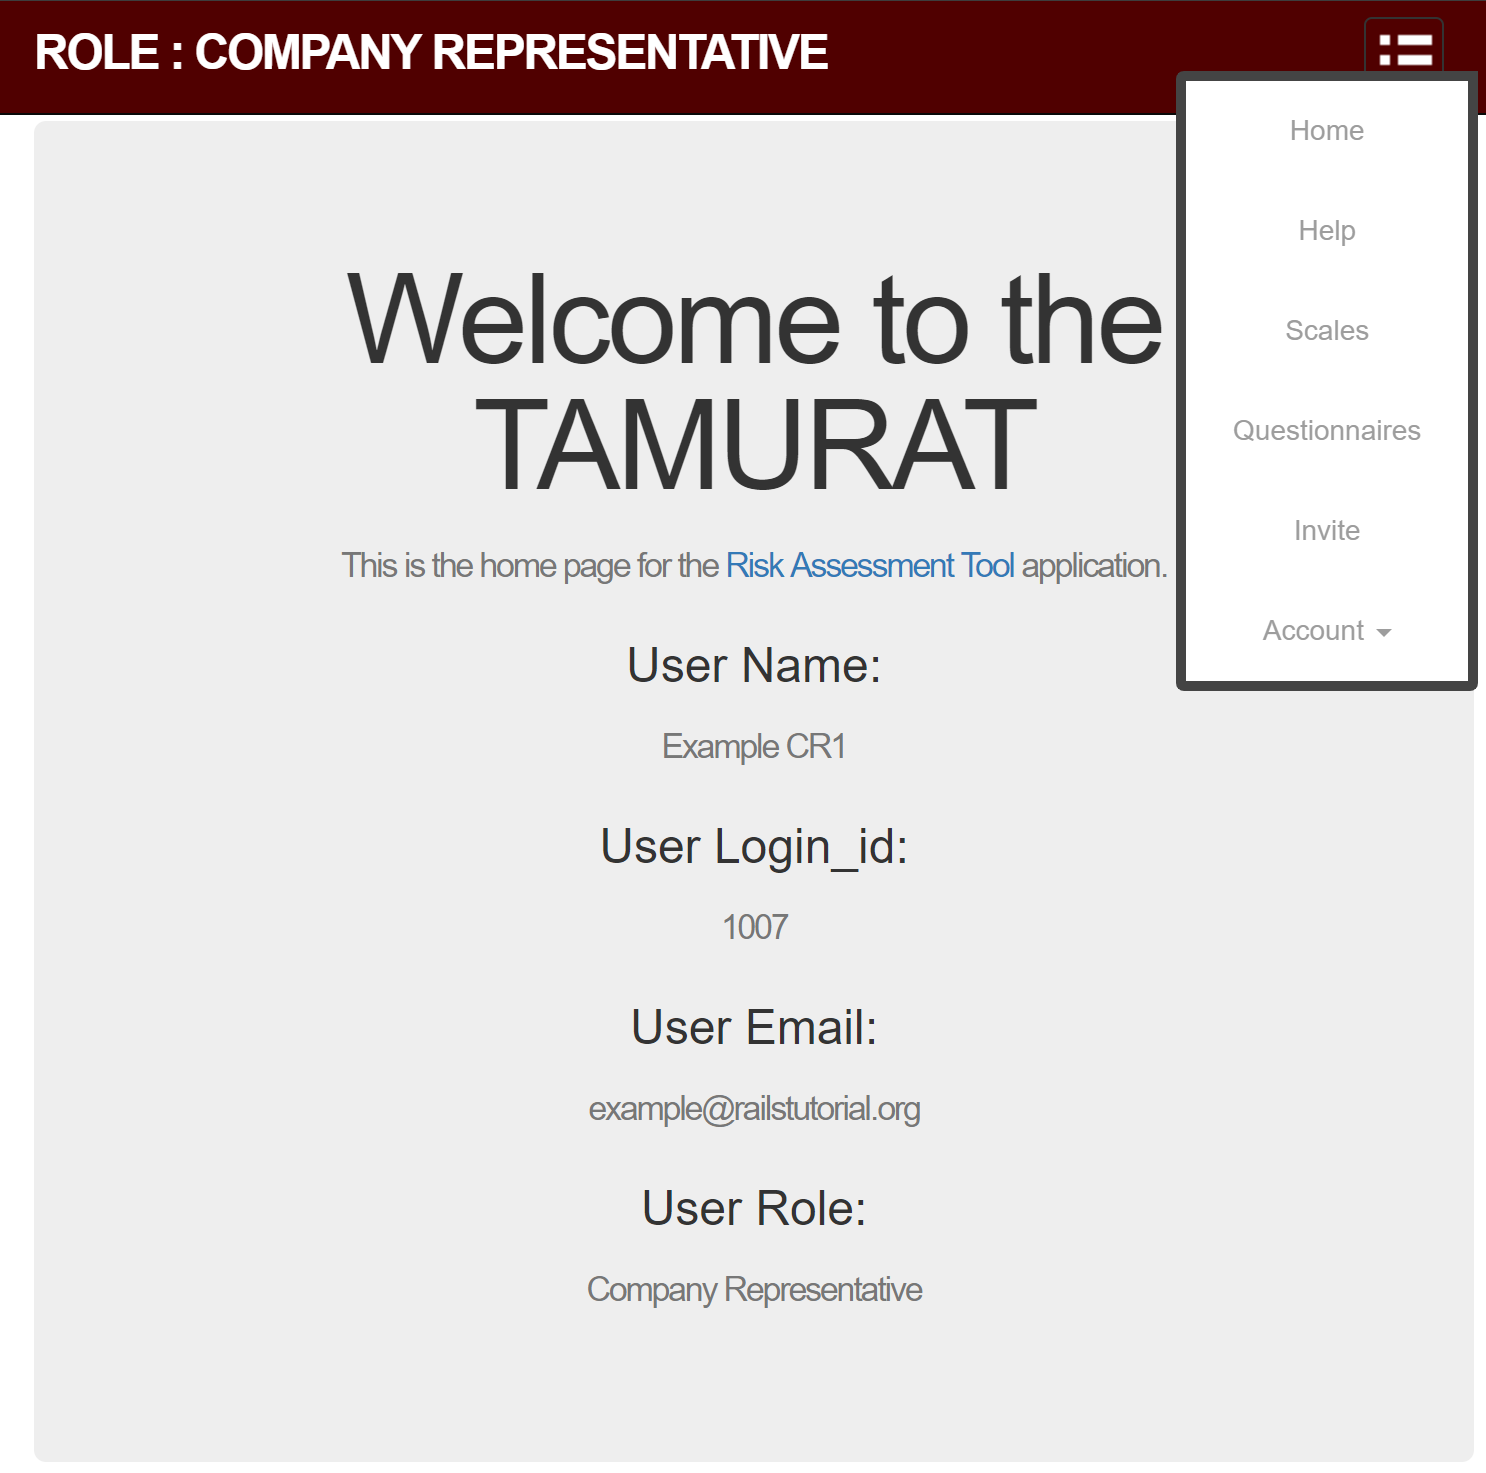 ROLE : COMPANY REPRESENTATIVE
Home
Help
Scales
Questionnaires
Invite
Account
Welcome to the
TAMURAT
This is the home page for the Risk Assessment Tool application.
User Name:
Example CR1
User Login_id:
1007
User Email:
example@railstutorial.org
User Role:
Company Representative